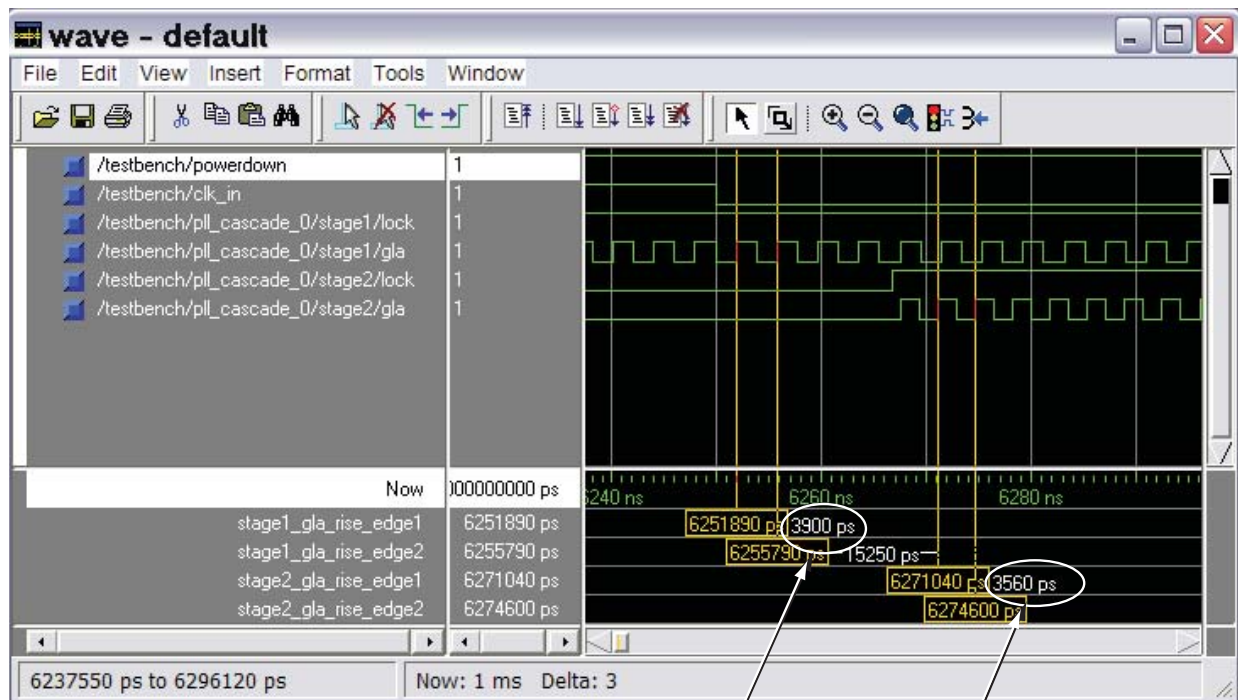 wave - default
File Edit View Insert Format Tools Window
/testbench/powerdown 1
/testbench/clk_in 1
/testbench/pll_cascade_0/stage1/lock 1
/testbench/pll_cascade_0/stage1/gla 1
/testbench/pll_cascade_0/stage2/lock 1
/testbench/pll_cascade_0/stage2/gla 1
Now 000000000 ps 6240 ns 6260 ns 6280 ns
stage1_gla_rise_edge1 6251890 ps 6251890 ps 3900 ps
stage1_gla_rise_edge2 6255790 ps 6255790 ps 15250 ps
stage2_gla_rise_edge1 6271040 ps 6271040 ps 3560 ps
stage2_gla_rise_edge2 6274600 ps 6274600 ps
6237550 ps to 6296120 ps Now: 1 ms Delta: 3